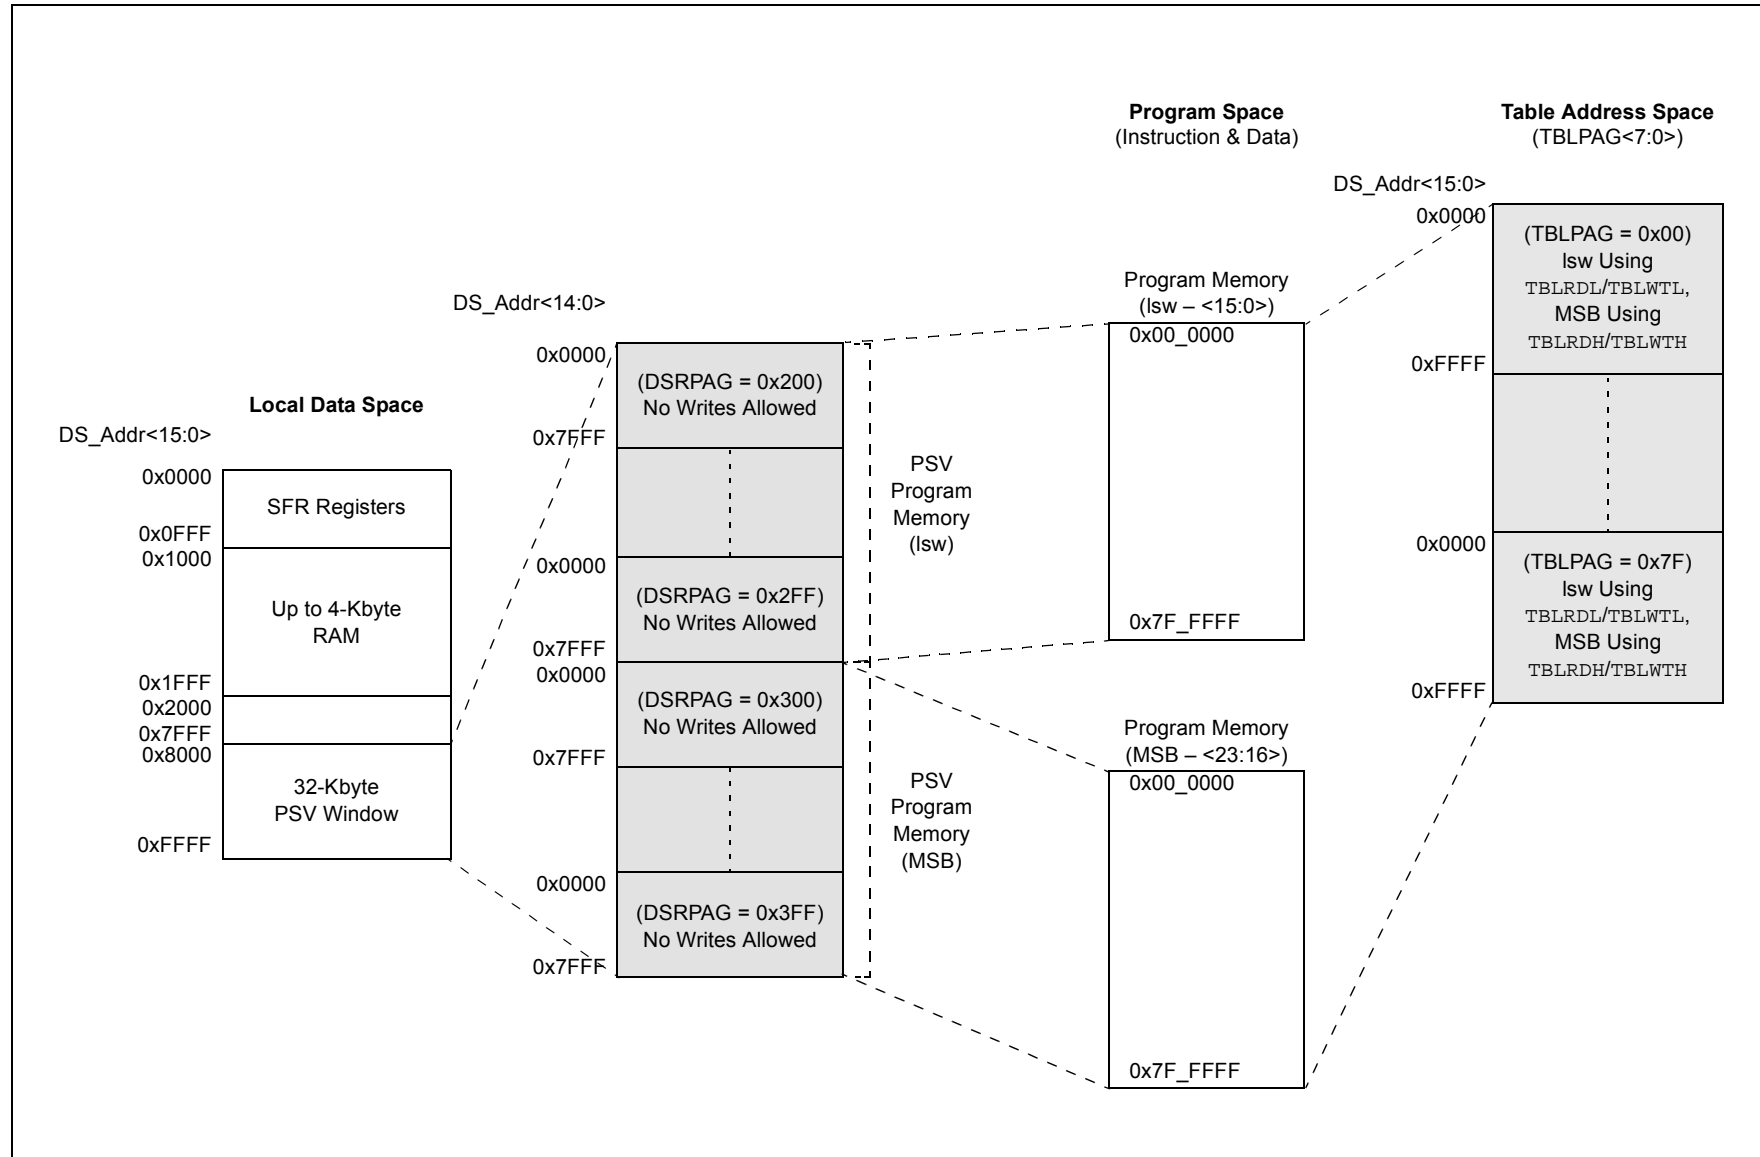 Local Data Space
DS_Addr<15:0>
0x0000
SFR Registers
0x0FFF
0x1000
Up to 4-Kbyte
RAM
0x1FFF
0x2000
0x7FFF
0x8000
32-Kbyte
PSV Window
0xFFFF
DS_Addr<14:0>
0x0000
(DSRPAG = 0x200)
No Writes Allowed
0x7FFF
0x0000
(DSRPAG = 0x2FF)
No Writes Allowed
0x7FFF
0x0000
(DSRPAG = 0x300)
No Writes Allowed
0x7FFF
0x0000
(DSRPAG = 0x3FF)
No Writes Allowed
0x7FFF
PSV
Program
Memory
(lsw)
PSV
Program
Memory
(MSB)
Program Space
(Instruction & Data)
Program Memory
(lsw – <15:0>)
0x00_0000
0x7F_FFFF
Program Memory
(MSB – <23:16>)
0x00_0000
0x7F_FFFF
Table Address Space
(TBLPAG<7:0>)
DS_Addr<15:0>
0x0000
(TBLPAG = 0x00)
lsw Using
TBLRDL/TBLWTL,
MSB Using
TBLRDH/TBLWTH
0xFFFF
0x0000
(TBLPAG = 0x7F)
lsw Using
TBLRDL/TBLWTL,
MSB Using
TBLRDH/TBLWTH
0xFFFF